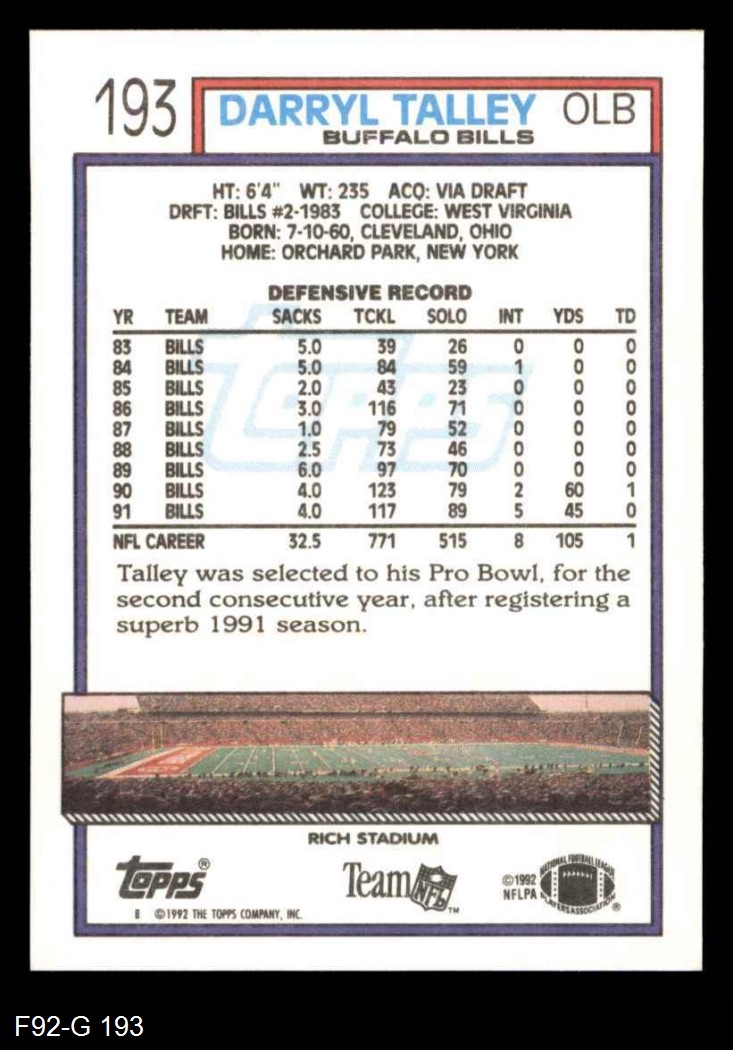 193
DARRYL TALLEY OLB
BUFFALO BILLS
HT: 6'4" WT: 235 ACQ: VIA DRAFT
DRFT: BILLS #2-1983 COLLEGE: WEST VIRGINIA
BORN: 7-10-60, CLEVELAND, OHIO
HOME: ORCHARD PARK, NEW YORK
DEFENSIVE RECORD
YR TEAM SACKS TCKL SOLO INT YDS TD
83 BILLS 5.0 39 26 0 0 0
84 BILLS 5.0 84 59 1 0 0
85 BILLS 2.0 43 23 0 0 0
86 BILLS 3.0 116 71 0 0 0
87 BILLS 1.0 79 52 0 0 0
88 BILLS 2.5 73 46 0 0 0
89 BILLS 6.0 97 70 0 0 0
90 BILLS 4.0 123 79 2 60 1
91 BILLS 4.0 117 89 5 45 0
NFL CAREER 32.5 771 515 8 105 1
TOPPS
Talley was selected to his Pro Bowl, for the
second consecutive year, after registering a
superb 1991 season.
RICH STADIUM
TOPPS®
B ©1992 THE TOPPS COMPANY, INC.
Team NFL™
©1992
NFLPA
NATIONAL FOOTBALL LEAGUE
PLAYERS ASSOCIATION®
F92-G 193